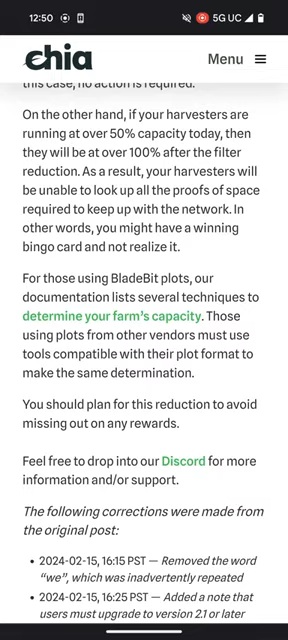 12:50
5G UC
chia
Menu
this case, no action is required.
On the other hand, if your harvesters are
running at over 50% capacity today, then
they will be at over 100% after the filter
reduction. As a result, your harvesters will
be unable to look up all the proofs of space
required to keep up with the network. In
other words, you might have a winning
bingo card and not realize it.
For those using BladeBit plots, our
documentation lists several techniques to
determine your farm's capacity. Those
using plots from other vendors must use
tools compatible with their plot format to
make the same determination.
You should plan for this reduction to avoid
missing out on any rewards.
Feel free to drop into our Discord for more
information and/or support.
The following corrections were made from
the original post:
• 2024-02-15, 16:15 PST — Removed the word
“we”, which was inadvertently repeated
• 2024-02-15, 16:25 PST — Added a note that
users must upgrade to version 2.1 or later